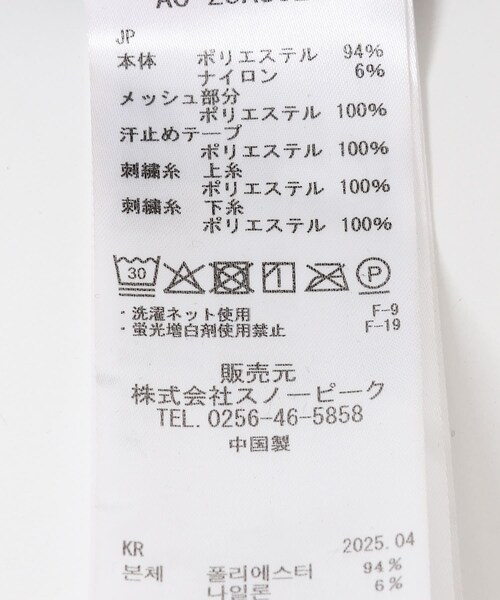 JP
本体 ポリエステル 94%
ナイロン 6%
メッシュ部分
ポリエステル 100%
汗止めテープ
ポリエステル 100%
刺繍糸 上糸
ポリエステル 100%
刺繍糸 下糸
ポリエステル 100%
30 P
・洗濯ネット使用 F-9
・蛍光増白剤使用禁止 F-19
販売元
株式会社スノーピーク
TEL. 0256-46-5858
中国製
KR 2025.04
본체 폴리에스터 94%
나일론 6%